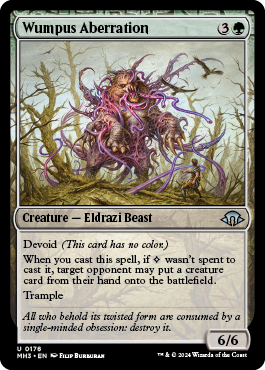 Wumpus Aberration 3
Creature — Eldrazi Beast
Devoid (This card has no color.)
When you cast this spell, if ◇ wasn't spent to
cast it, target opponent may put a creature
card from their hand onto the battlefield.
Trample
All who behold its twisted form are consumed by a
single-minded obsession: destroy it.
6/6
U 0176
MH3 • EN FILIP BURBURAN
™ & © 2024 Wizards of the Coast